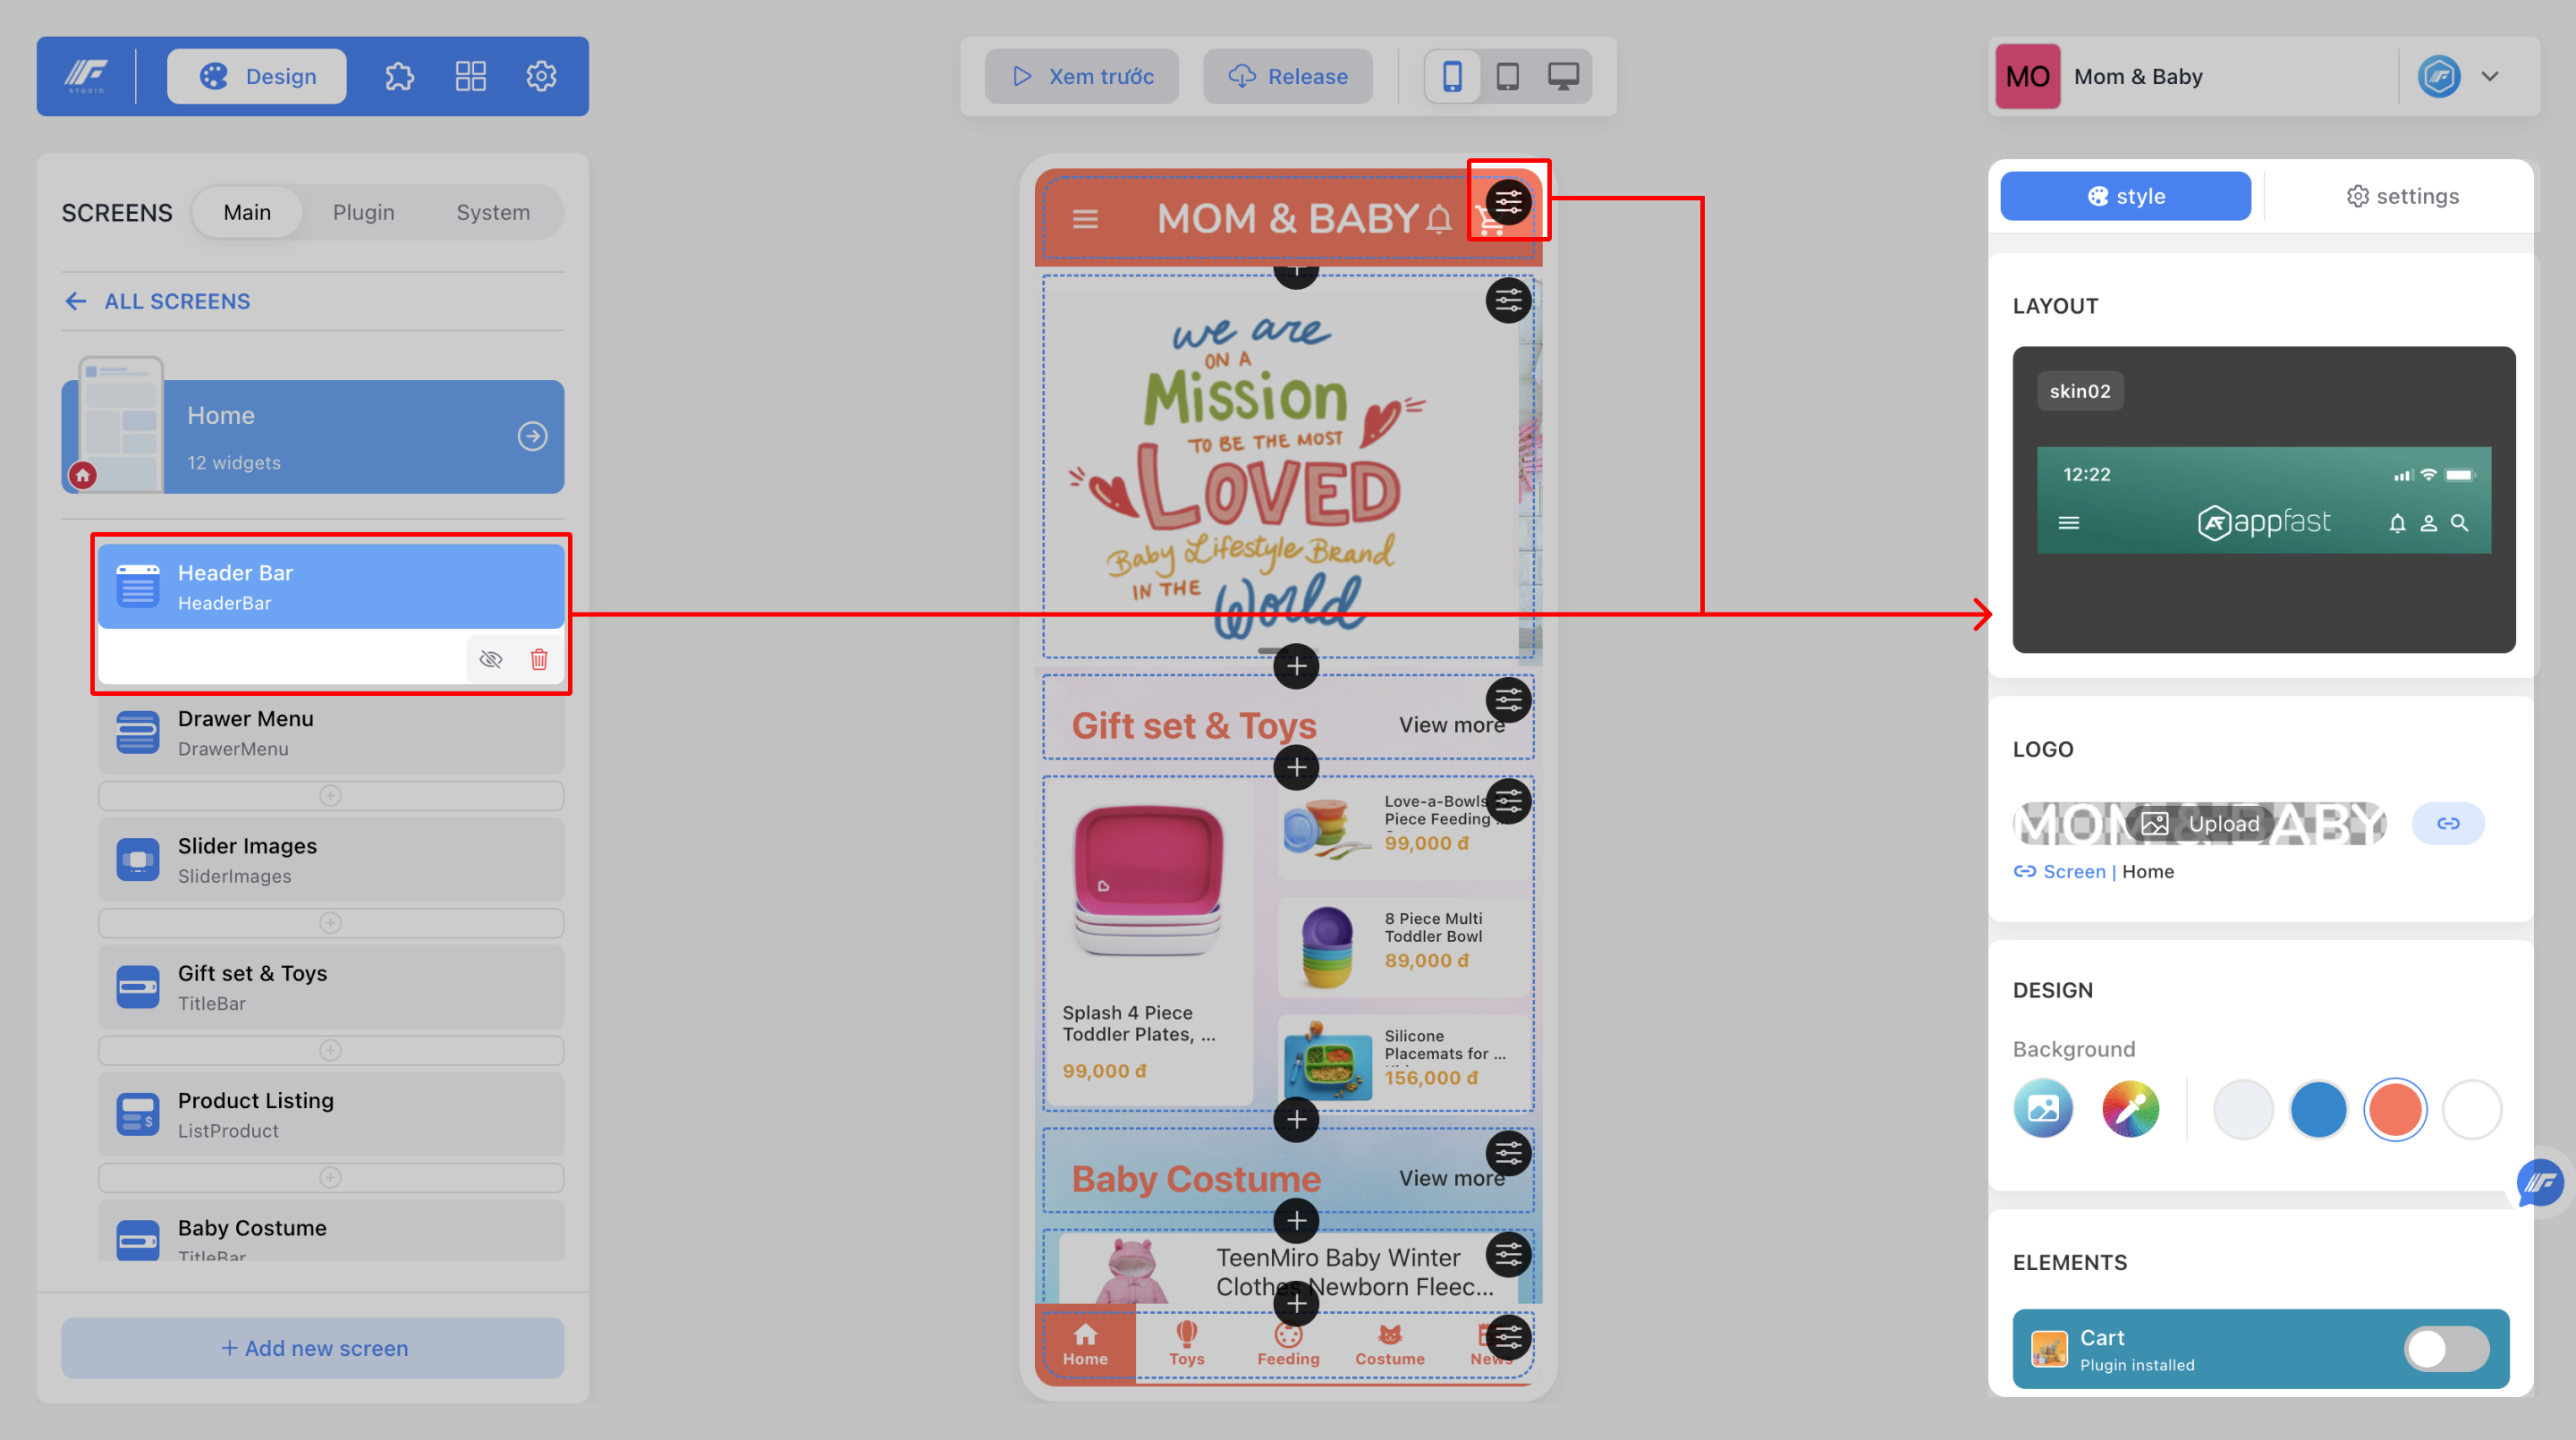 STUDIO
Design
Xem trước
Release
MO
Mom & Baby
SCREENS
Main
Plugin
System
ALL SCREENS
Home
12 widgets
Header Bar
HeaderBar
Drawer Menu
DrawerMenu
Slider Images
SliderImages
Gift set & Toys
TitleBar
Product Listing
ListProduct
Baby Costume
TitleBar
+ Add new screen
MOM & BABY
we are
ON A
Mission
TO BE THE MOST
LOVED
Baby Lifestyle Brand
IN THE
World
Gift set & Toys
View more
Splash 4 Piece
Toddler Plates, ...
99,000 đ
Love-a-Bowls
Piece Feeding ...
99,000 đ
8 Piece Multi
Toddler Bowl
89,000 đ
Silicone
Placemats for ...
156,000 đ
Baby Costume
View more
TeenMiro Baby Winter
Clothes Newborn Fleec...
Home
Toys
Feeding
Costume
News
style
settings
LAYOUT
skin02
12:22
appfast
LOGO
MOM & BABY
Upload
Screen | Home
DESIGN
Background
ELEMENTS
Cart
Plugin installed